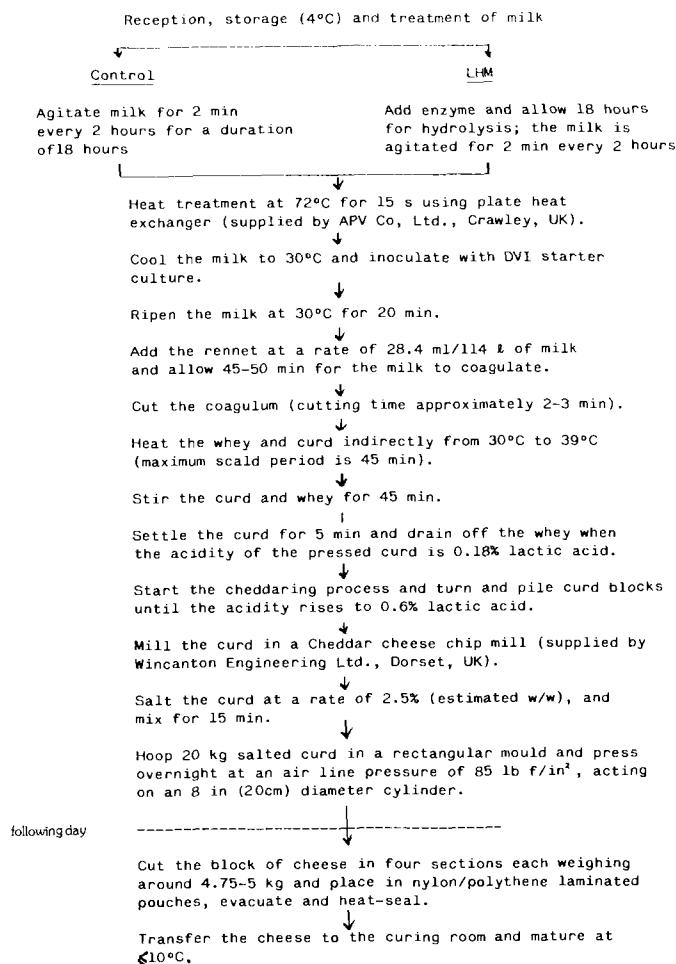 Reception, storage (4ºC) and treatment of milk
Control
LHM
Agitate milk for 2 min
every 2 hours for a duration
of18 hours
Add enzyme and allow 18 hours
for hydrolysis; the milk is
agitated for 2 min every 2 hours
Heat treatment at 72ºC for 15 s using plate heat
exchanger (supplied by APV Co, Ltd., Crawley, UK).
Cool the milk to 30ºC and inoculate with DVI starter
culture.
Ripen the milk at 30ºC for 20 min.
Add the rennet at a rate of 28.4 ml/114 ℓ of milk
and allow 45-50 min for the milk to coagulate.
Cut the coagulum (cutting time approximately 2-3 min).
Heat the whey and curd indirectly from 30ºC to 39ºC
(maximum scald period is 45 min).
Stir the curd and whey for 45 min.
Settle the curd for 5 min and drain off the whey when
the acidity of the pressed curd is 0.18% lactic acid.
Start the cheddaring process and turn and pile curd blocks
until the acidity rises to 0.6% lactic acid.
Mill the curd in a Cheddar cheese chip mill (supplied by
Wincanton Engineering Ltd., Dorset, UK).
Salt the curd at a rate of 2.5% (estimated w/w), and
mix for 15 min.
Hoop 20 kg salted curd in a rectangular mould and press
overnight at an air line pressure of 85 lb f/in², acting
on an 8 in (20cm) diameter cylinder.
following day
Cut the block of cheese in four sections each weighing
around 4.75-5 kg and place in nylon/polythene laminated
pouches, evacuate and heat-seal.
Transfer the cheese to the curing room and mature at
⩽10ºC.